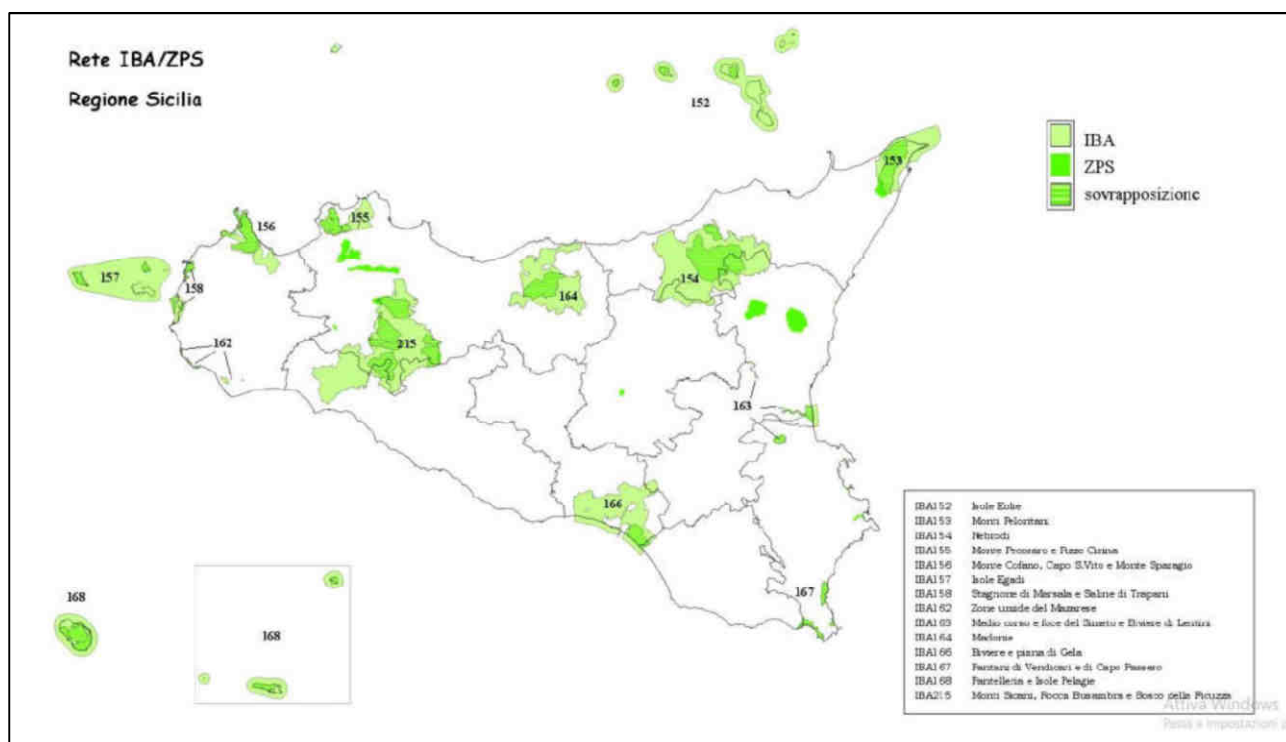 Rete IBA/ZPS
Regione Sicilia
152
IBA
ZPS
sovrapposizione
153
156
155
157
154
158
164
162
215
163
166
167
168
168
IBA152 Isole Eolie
IBA153 Monti Peloritani
IBA154 Nebrodi
IBA155 Monte Pecoraro e Pizzo Cirina
IBA156 Monte Cofano, Capo S.Vito e Monte Sparagio
IBA157 Isole Egadi
IBA158 Stagnone di Marsala e Saline di Trapani
IBA162 Zone umide del Mazarese
IBA163 Medio corso e foce del Simeto e Biviere di Lentini
IBA164 Madonie
IBA166 Biviere e piana di Gela
IBA167 Pantani di Vendicari e di Capo Passero
IBA168 Pantelleria e Isole Pelagie
IBA215 Monti Sicani, Rocca Busambra e Bosco della Ficuzza
Attiva Windows
Passa a Impostazioni